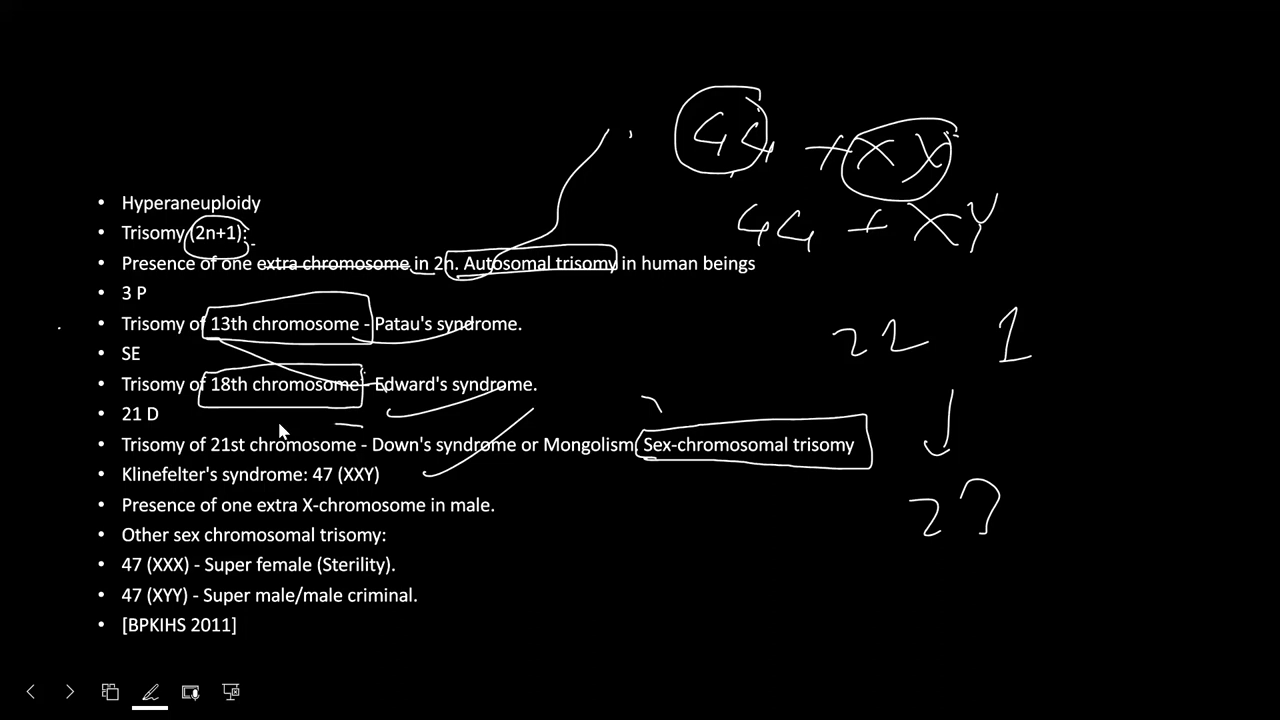 44 + XX
44 + XY
• Hyperaneuploidy
• Trisomy (2n+1):
• Presence of one extra chromosome in 2n. Autosomal trisomy in human beings
• 3 P
• Trisomy of 13th chromosome - Patau's syndrome.
22 1
• SE
• Trisomy of 18th chromosome - Edward's syndrome.
• 21 D
• Trisomy of 21st chromosome - Down's syndrome or Mongolism. Sex-chromosomal trisomy
• Klinefelter's syndrome: 47 (XXY)
• Presence of one extra X-chromosome in male.
23
• Other sex chromosomal trisomy:
• 47 (XXX) - Super female (Sterility).
• 47 (XYY) - Super male/male criminal.
• [BPKIHS 2011]